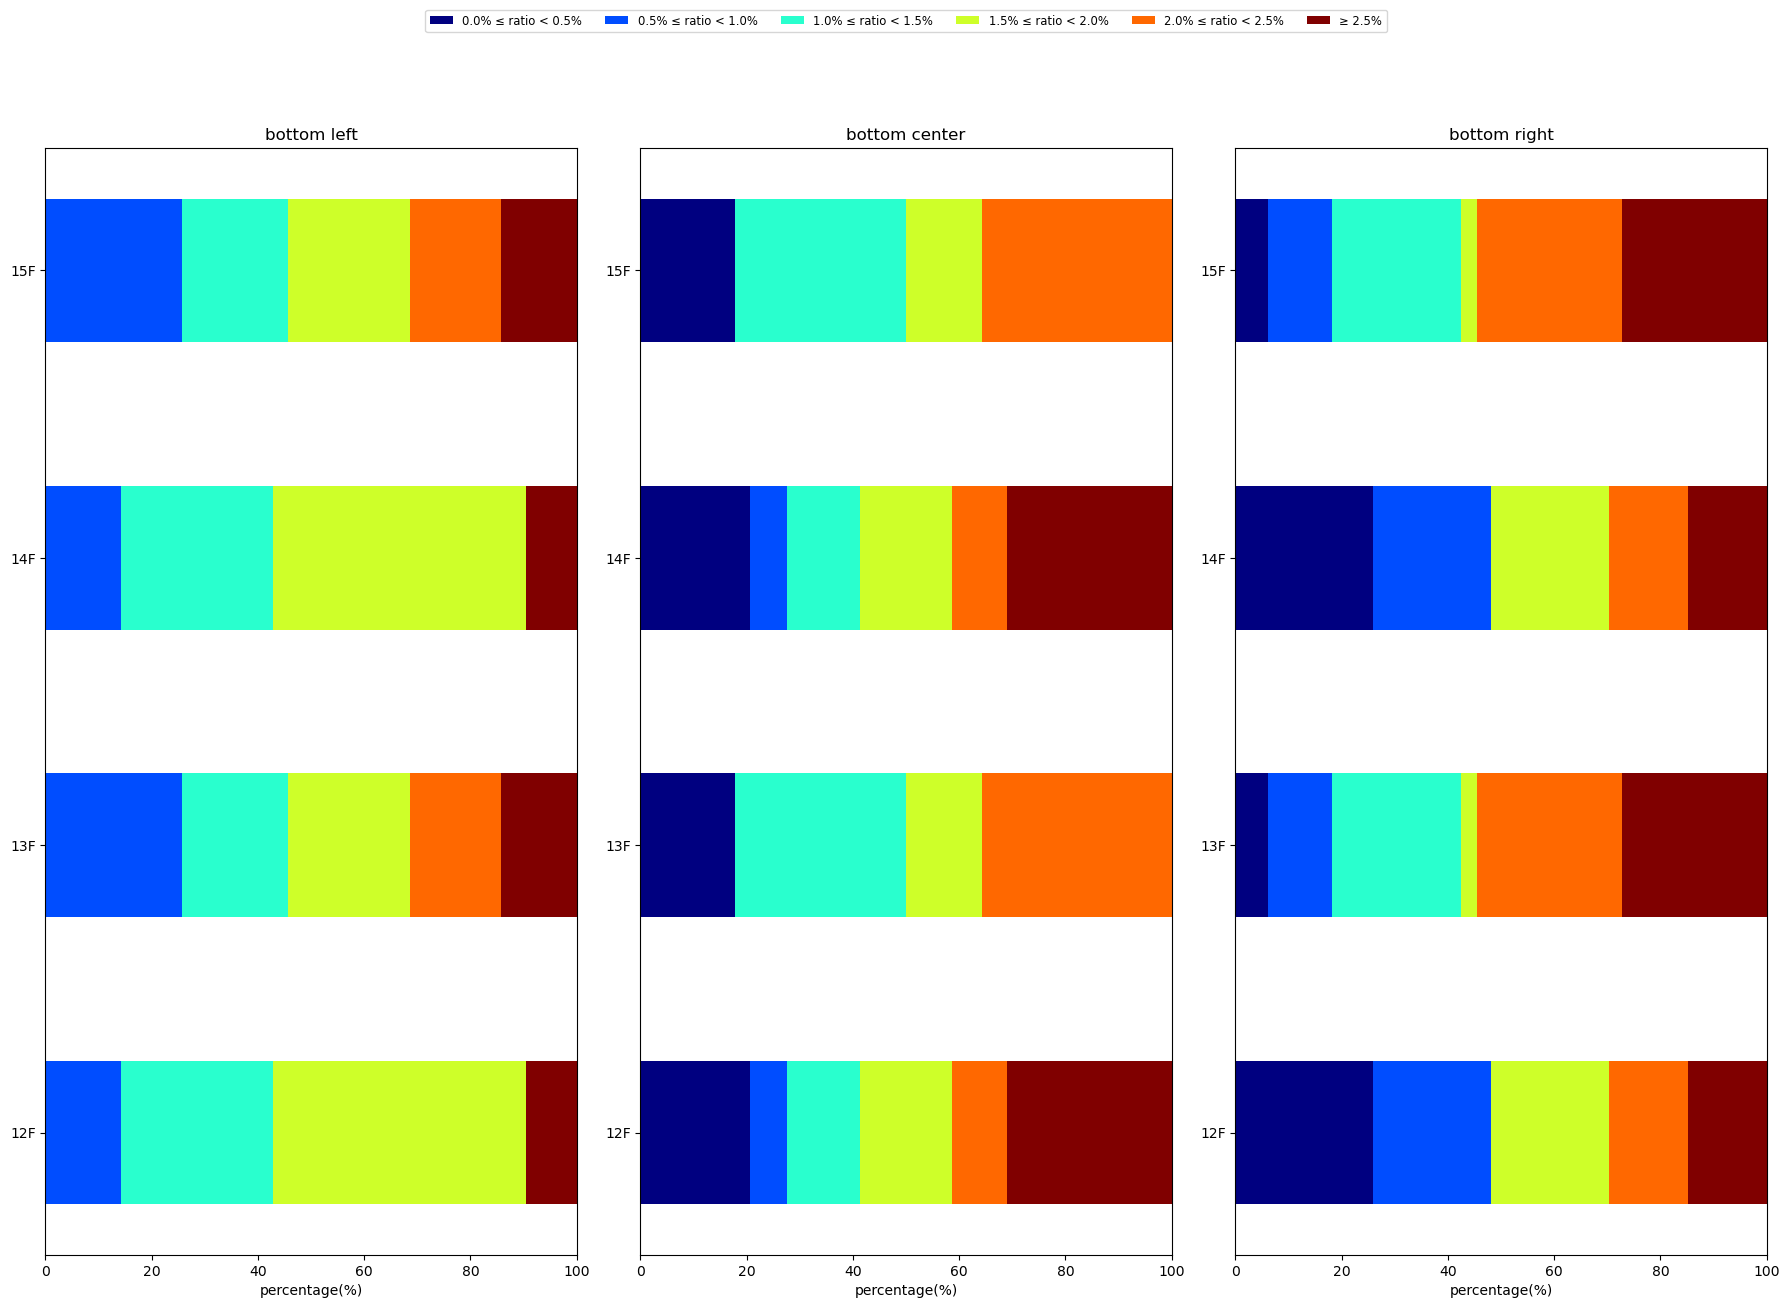 0.0% ≤ ratio < 0.5% 0.5% ≤ ratio < 1.0% 1.0% ≤ ratio < 1.5% 1.5% ≤ ratio < 2.0% 2.0% ≤ ratio < 2.5% ≥ 2.5%
bottom left
15F
14F
13F
12F
0 20 40 60 80 100
percentage(%)
bottom center
15F
14F
13F
12F
0 20 40 60 80 100
percentage(%)
bottom right
15F
14F
13F
12F
0 20 40 60 80 100
percentage(%)